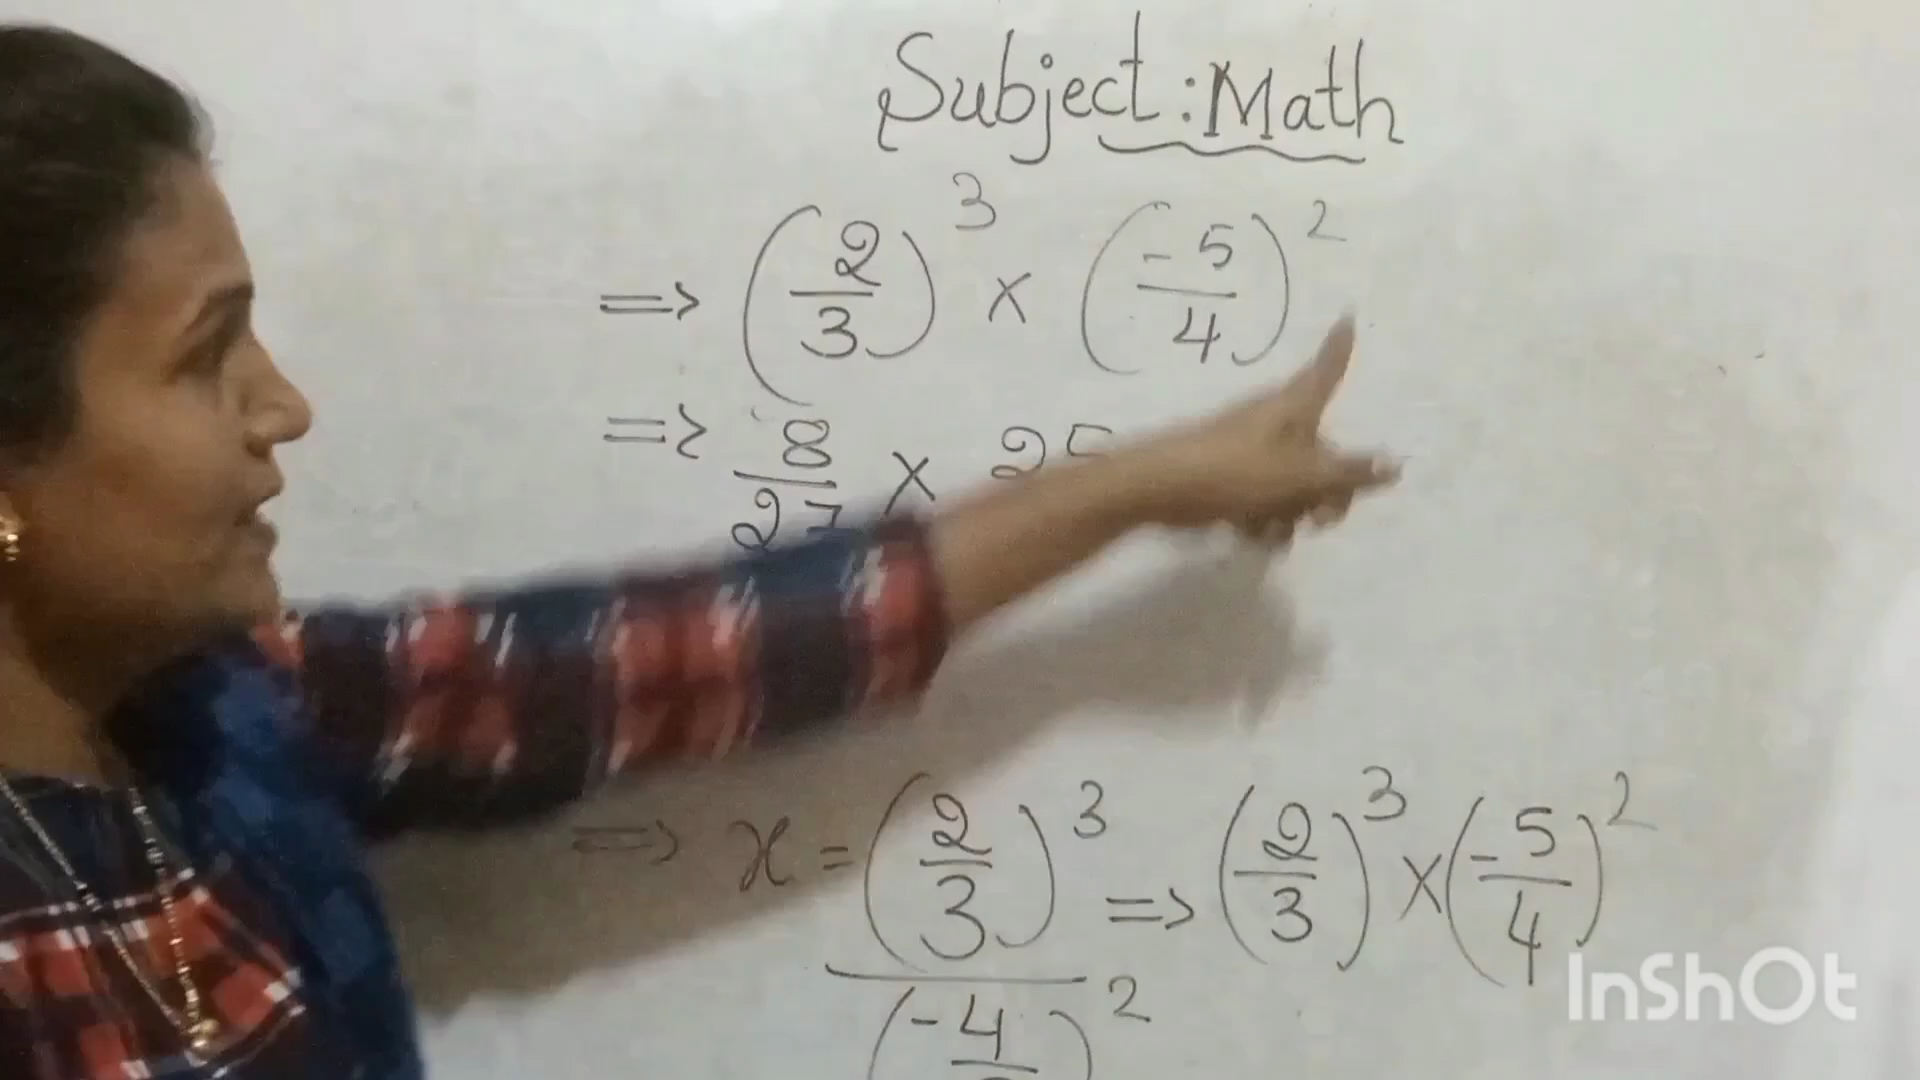 Subject : Math
=> (2/3)^3 × (-5/4)^2
=> 8/27 × 25
=> x = (2/3)^3 / (-4/ )^2 => (2/3)^3 × (-5/4)^2
InShOt